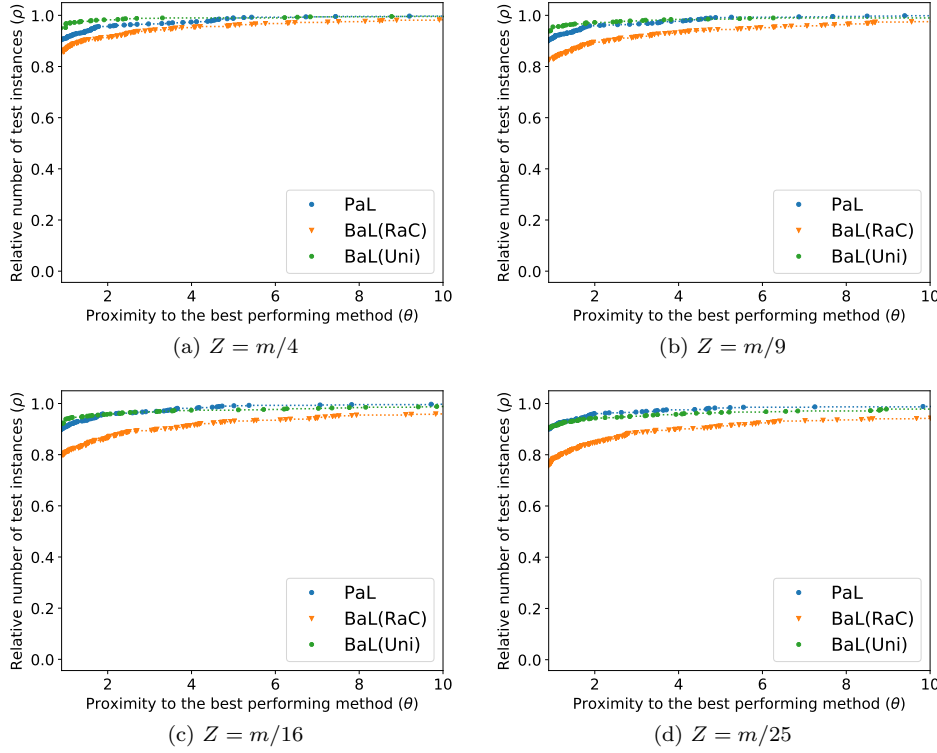 Relative number of test instances (ρ)
1.0
0.8
0.6
0.4
0.2
0.0
PaL
BaL(RaC)
BaL(Uni)
2 4 6 8 10
Proximity to the best performing method (θ)
(a) Z = m/4
Relative number of test instances (ρ)
1.0
0.8
0.6
0.4
0.2
0.0
PaL
BaL(RaC)
BaL(Uni)
2 4 6 8 10
Proximity to the best performing method (θ)
(b) Z = m/9
Relative number of test instances (ρ)
1.0
0.8
0.6
0.4
0.2
0.0
PaL
BaL(RaC)
BaL(Uni)
2 4 6 8 10
Proximity to the best performing method (θ)
(c) Z = m/16
Relative number of test instances (ρ)
1.0
0.8
0.6
0.4
0.2
0.0
PaL
BaL(RaC)
BaL(Uni)
2 4 6 8 10
Proximity to the best performing method (θ)
(d) Z = m/25